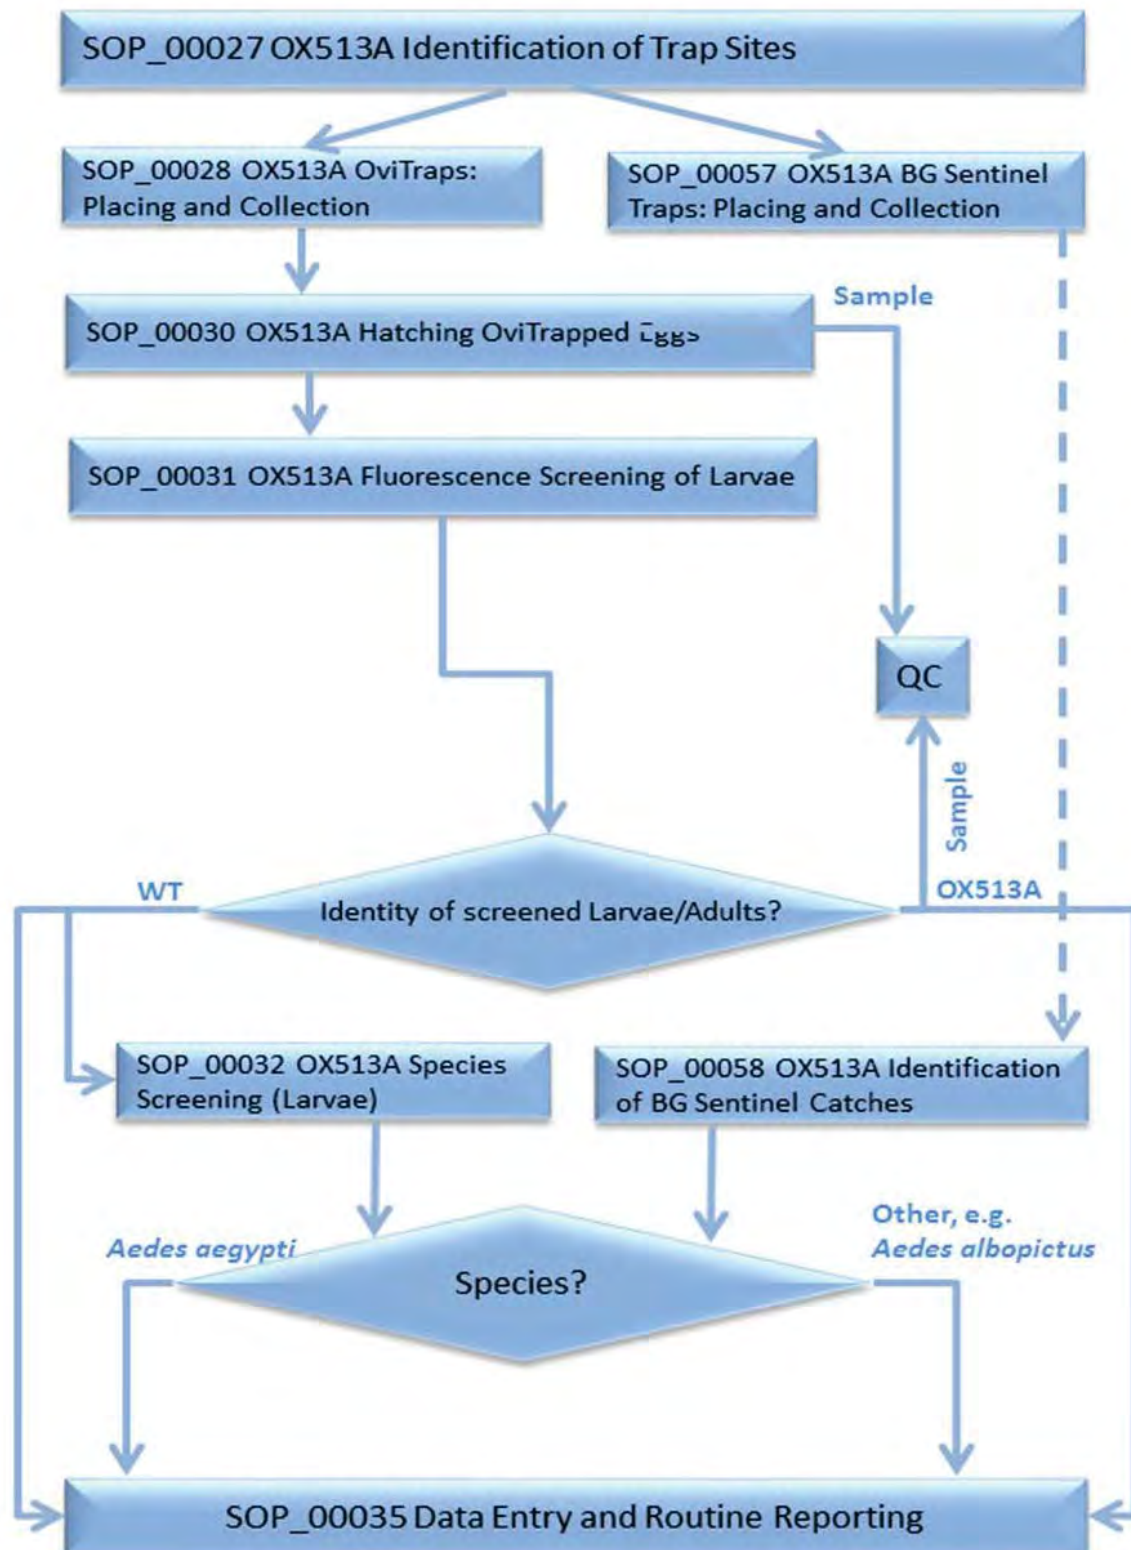 SOP_00027 OX513A Identification of Trap Sites
SOP_00028 OX513A OviTraps:
Placing and Collection
SOP_00057 OX513A BG Sentinel
Traps: Placing and Collection
Sample
SOP_00030 OX513A Hatching OviTrapped Eggs
SOP_00031 OX513A Fluorescence Screening of Larvae
QC
Sample
WT
OX513A
Identity of screened Larvae/Adults?
SOP_00032 OX513A Species
Screening (Larvae)
SOP_00058 OX513A Identification
of BG Sentinel Catches
Aedes aegypti
Other, e.g.
Aedes albopictus
Species?
SOP_00035 Data Entry and Routine Reporting